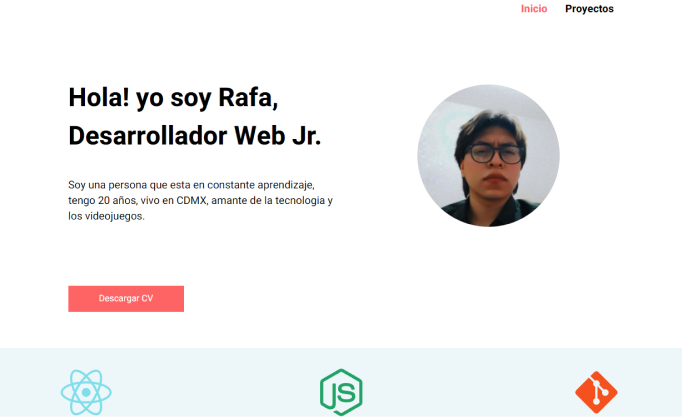 Inicio Proyectos
Hola! yo soy Rafa,
Desarrollador Web Jr.
Soy una persona que esta en constante aprendizaje,
tengo 20 años, vivo en CDMX, amante de la tecnologia y
los videojuegos.
Descargar CV
JS